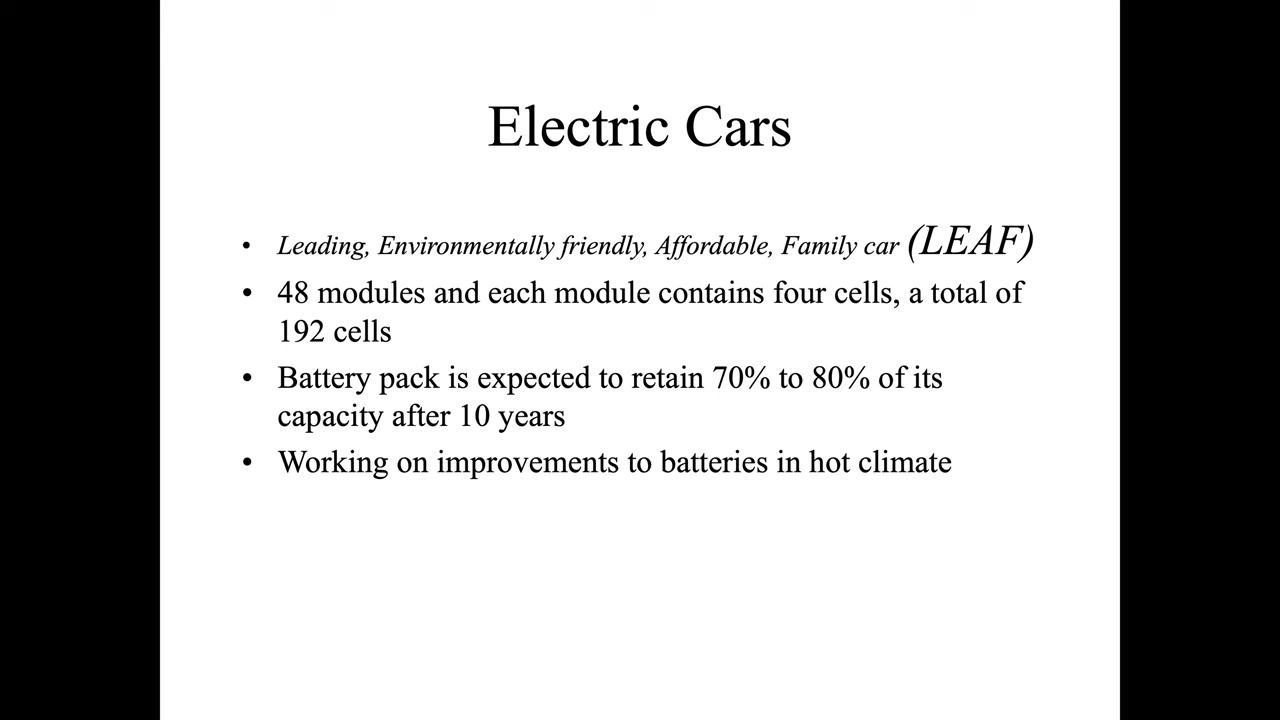 Electric Cars
• Leading, Environmentally friendly, Affordable, Family car (LEAF)
• 48 modules and each module contains four cells, a total of
192 cells
• Battery pack is expected to retain 70% to 80% of its
capacity after 10 years
• Working on improvements to batteries in hot climate